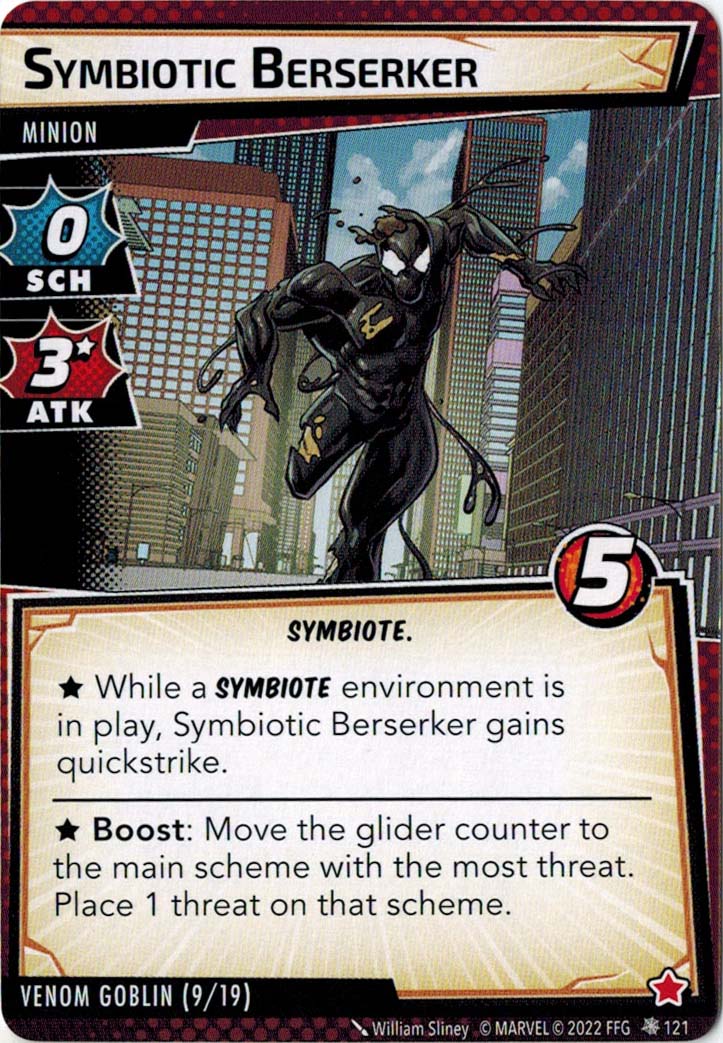 SYMBIOTIC BERSERKER
MINION
0
SCH
3★
ATK
5
SYMBIOTE.
★ While a SYMBIOTE environment is
in play, Symbiotic Berserker gains
quickstrike.
★ Boost: Move the glider counter to
the main scheme with the most threat.
Place 1 threat on that scheme.
VENOM GOBLIN (9/19)
William Sliney © MARVEL © 2022 FFG 121